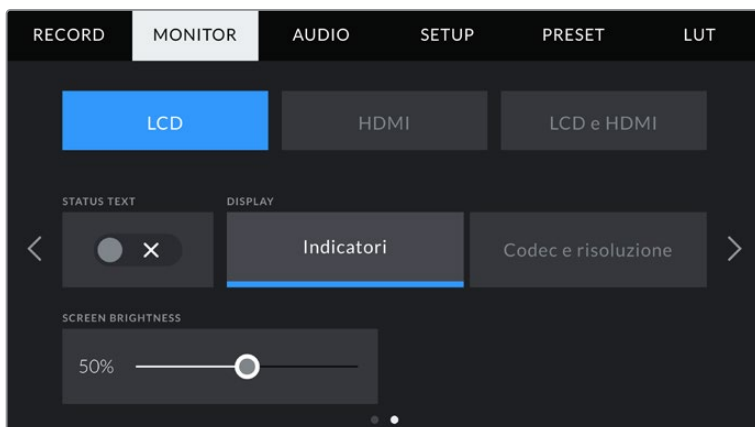 RECORD MONITOR AUDIO SETUP PRESET LUT
LCD HDMI LCD e HDMI
STATUS TEXT DISPLAY
Indicatori Codec e risoluzione
SCREEN BRIGHTNESS
50%